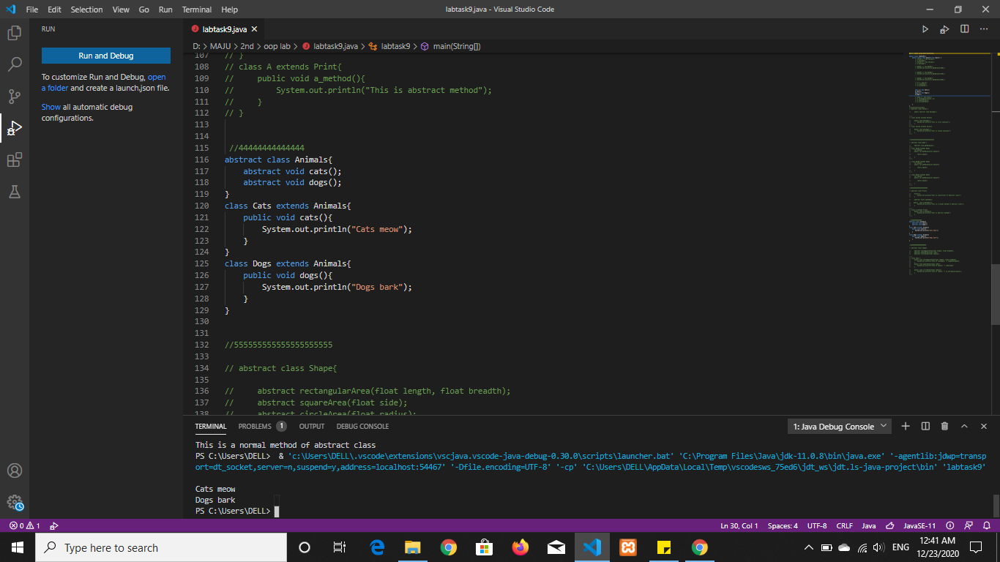 File Edit Selection View Go Run Terminal Help
labtask9.java - Visual Studio Code
RUN
Run and Debug
To customize Run and Debug, open
a folder and create a launch.json file.
Show all automatic debug
configurations.
labtask9.java
D: > MAJU > 2nd > oop lab > labtask9.java > labtask9 > main(String[])
107 // }
108 // class A extends Print{
109 //     public void a_method(){
110 //         System.out.println("This is abstract method");
111 //     }
112 // }
113
114
115 //44444444444444
116 abstract class Animals{
117     abstract void cats();
118     abstract void dogs();
119 }
120 class Cats extends Animals{
121     public void cats(){
122         System.out.println("Cats meow");
123     }
124 }
125 class Dogs extends Animals{
126     public void dogs(){
127         System.out.println("Dogs bark");
128     }
129 }
130
131
132 //555555555555555555555
133
134 // abstract class Shape{
135
136 //     abstract rectangularArea(float length, float breadth);
137 //     abstract squareArea(float side);
138 //     abstract circleArea(float radius);
TERMINAL PROBLEMS 1 OUTPUT DEBUG CONSOLE
1: Java Debug Console
This is a normal method of abstract class
PS C:\Users\DELL>  & 'c:\Users\DELL\.vscode\extensions\vscjava.vscode-java-debug-0.30.0\scripts\launcher.bat' 'C:\Program Files\Java\jdk-11.0.8\bin\java.exe' '-agentlib:jdwp=transp
ort=dt_socket,server=n,suspend=y,address=localhost:54467' '-Dfile.encoding=UTF-8' '-cp' 'C:\Users\DELL\AppData\Local\Temp\vscodesws_75ed6\jdt_ws\jdt.ls-java-project\bin' 'labtask9'
Cats meow
Dogs bark
PS C:\Users\DELL>
0 1
Ln 30, Col 1 Spaces: 4 UTF-8 CRLF Java JavaSE-11
Type here to search
ENG
12:41 AM
12/23/2020